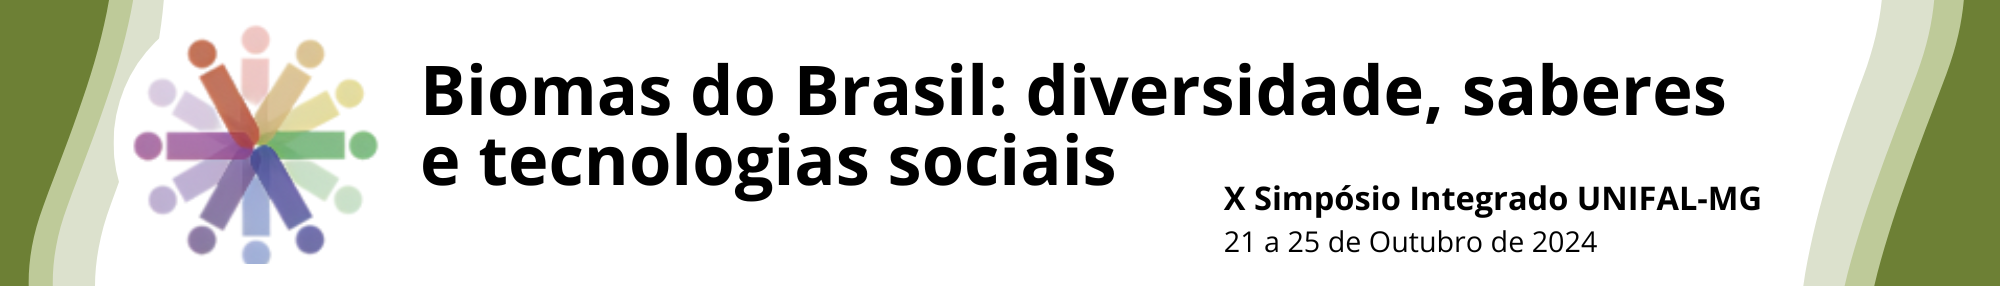 Biomas do Brasil: diversidade, saberes
e tecnologias sociais
X Simpósio Integrado UNIFAL-MG
21 a 25 de Outubro de 2024